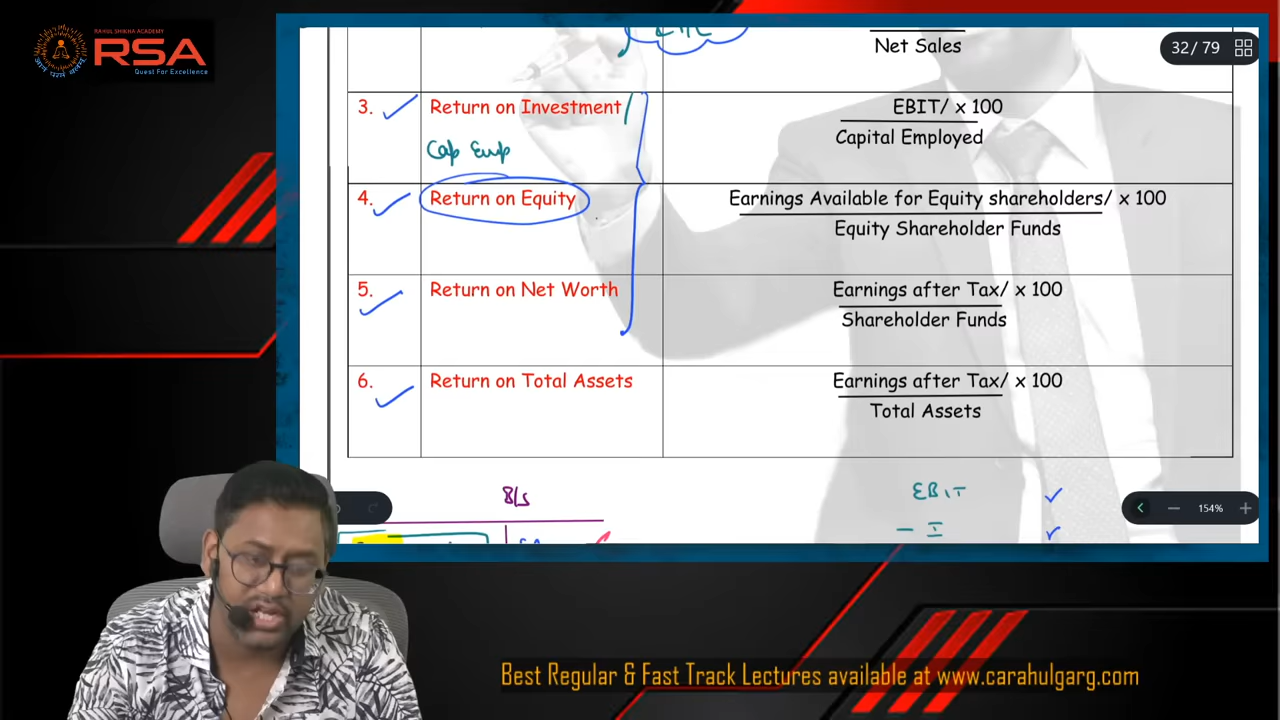 RAHUL SHIKHA ACADEMY
RSA
Quest For Excellence
Net Sales
32 / 79
3.
Return on Investment/
Cap Emp
EBIT/ x 100
Capital Employed
4.
Return on Equity
Earnings Available for Equity shareholders/ x 100
Equity Shareholder Funds
5.
Return on Net Worth
Earnings after Tax/ x 100
Shareholder Funds
6.
Return on Total Assets
Earnings after Tax/ x 100
Total Assets
B/S
EBIT
- I
154%
Best Regular & Fast Track Lectures available at www.carahulgarg.com